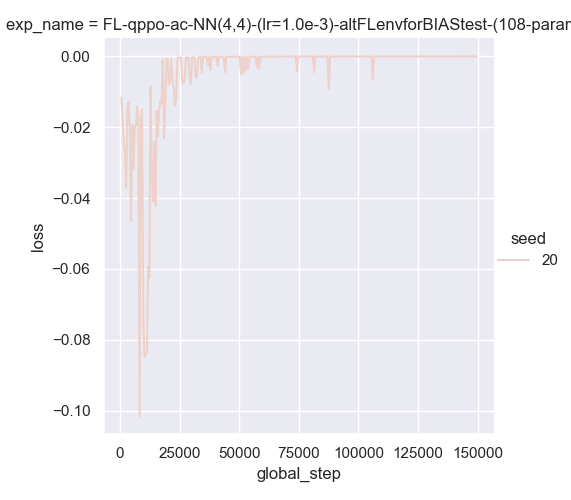 exp_name = FL-qppo-ac-NN(4,4)-(lr=1.0e-3)-altFLenvforBIAStest-(108-param
0.00
−0.02
−0.04
−0.06
−0.08
−0.10
loss
0 25000 50000 75000 100000 125000 150000
global_step
seed
20